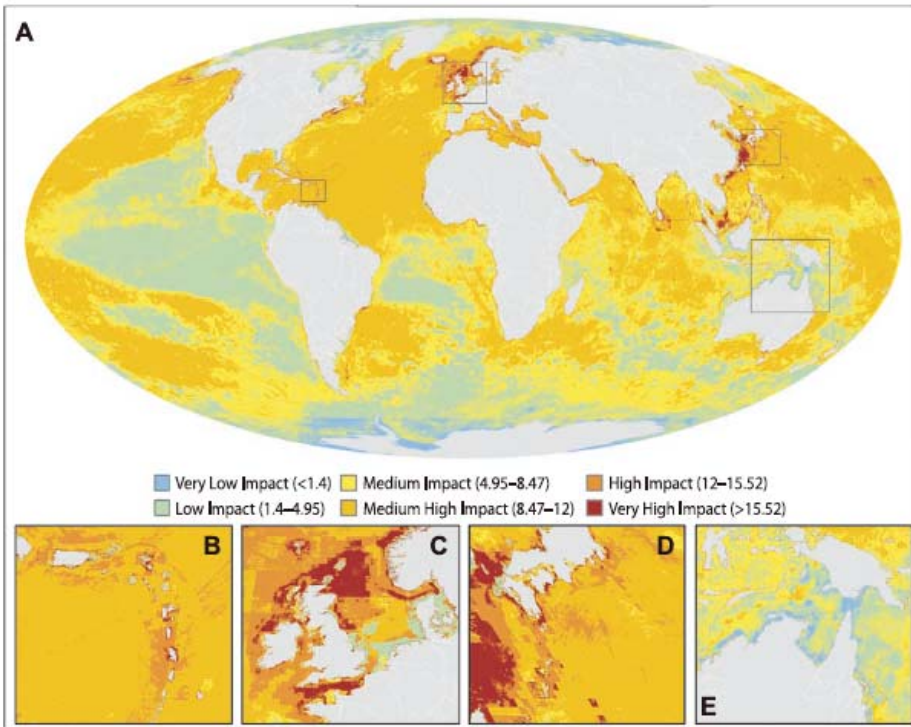 A
Very Low Impact (<1.4) Medium Impact (4.95–8.47) High Impact (12–15.52)
Low Impact (1.4–4.95) Medium High Impact (8.47–12) Very High Impact (>15.52)
B
C
D
E